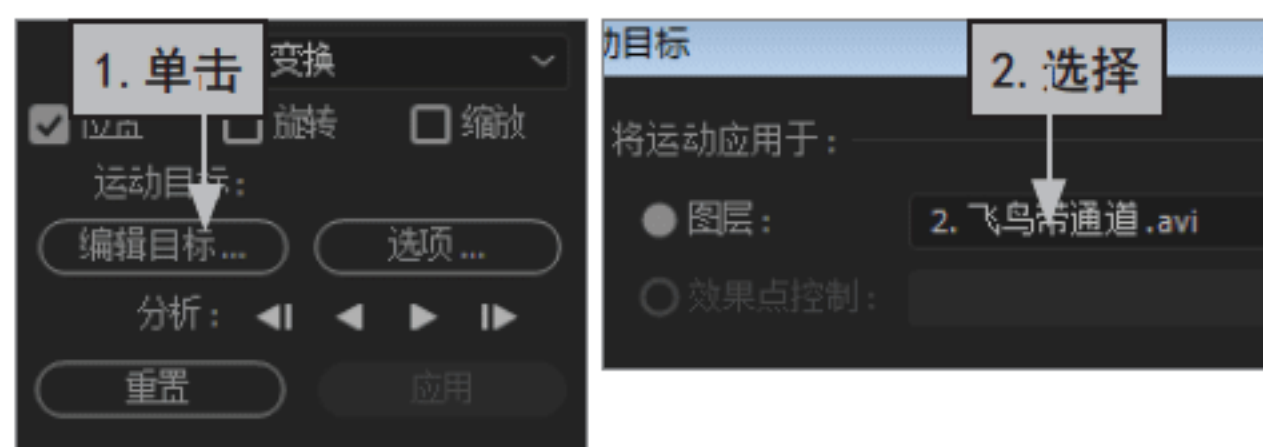 1.单击
变换
位置 旋转 缩放
运动目标：
编辑目标... 选项...
分析：
重置 应用
动目标
2.选择
将运动应用于：
图层： 2. 飞鸟带通道.avi
效果点控制：